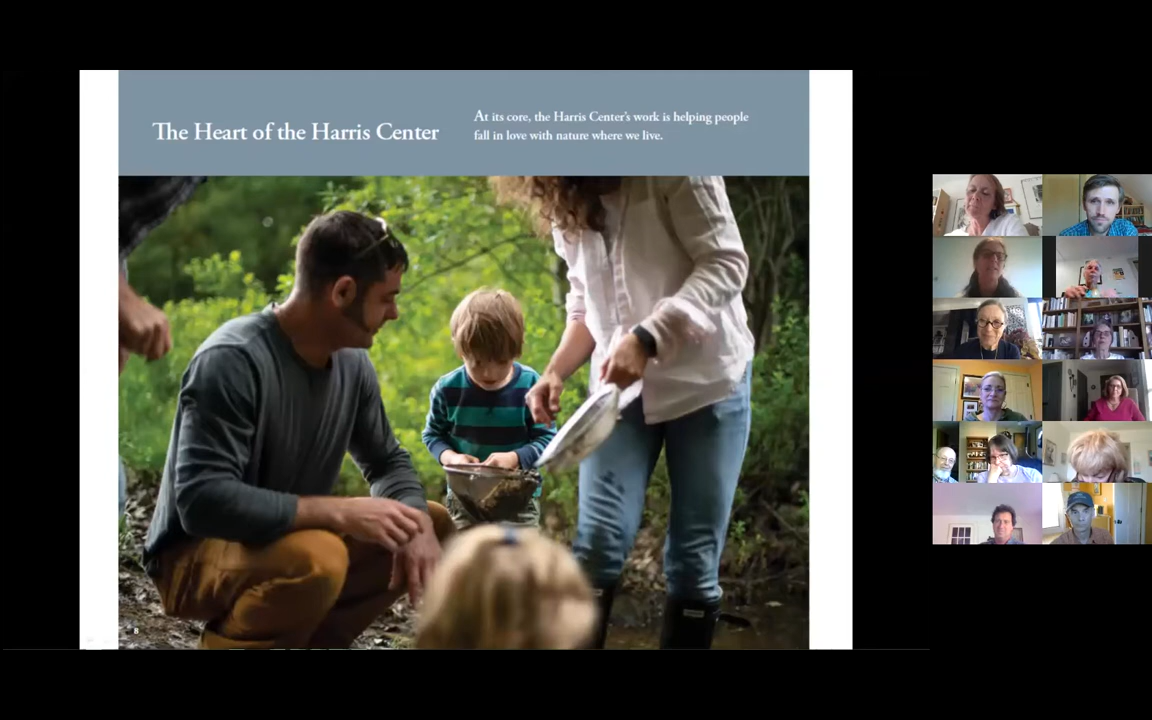 The Heart of the Harris Center
At its core, the Harris Center's work is helping people
fall in love with nature where we live.
8